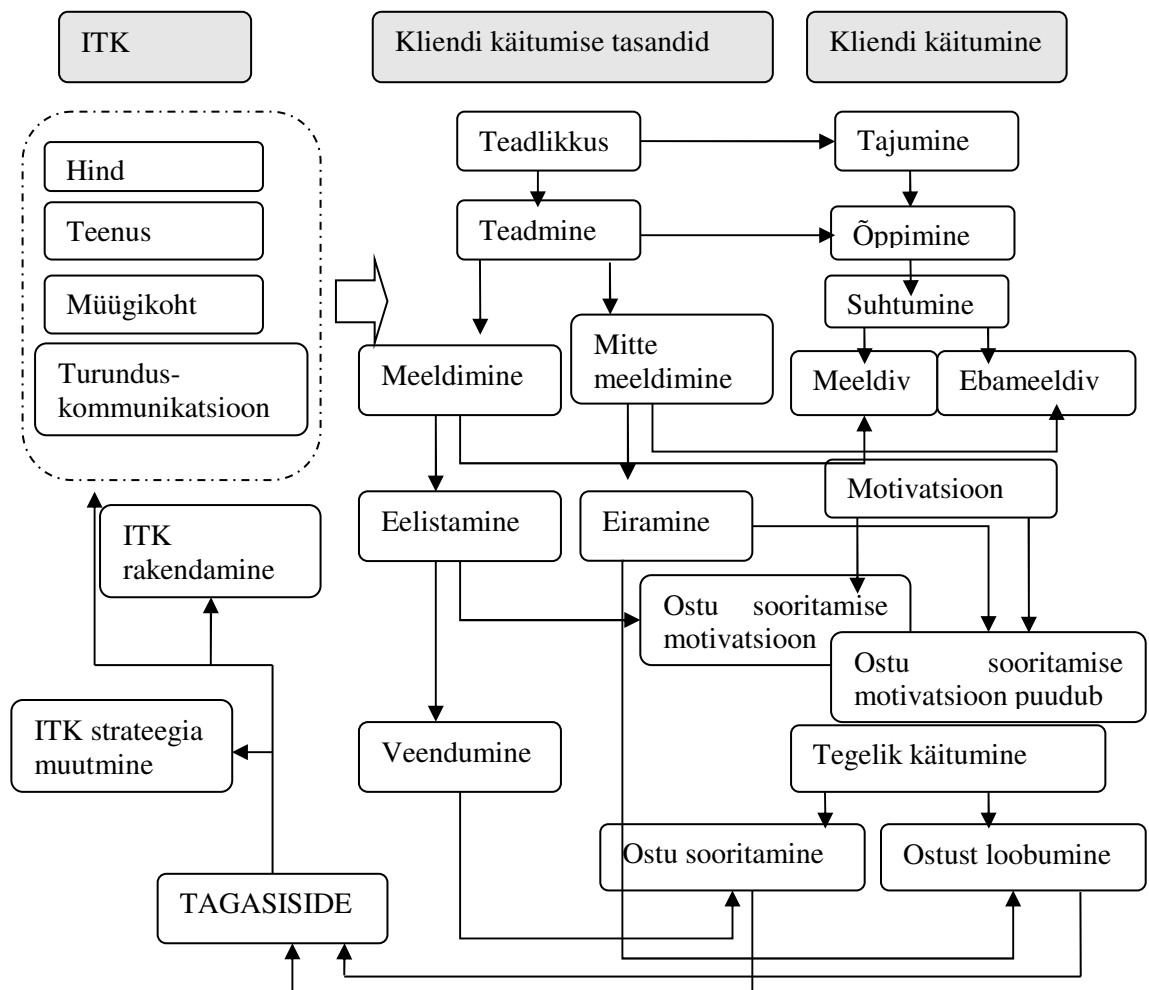 ITK
Kliendi käitumise tasandid
Kliendi käitumine
Hind
Teenus
Müügikoht
Turundus-
kommunikatsioon
Teadlikkus
Tajumine
Teadmine
Õppimine
Suhtumine
Meeldimine
Mitte
meeldimine
Meeldiv
Ebameeldiv
Motivatsioon
Eelistamine
Eiramine
ITK
rakendamine
Ostu sooritamise
motivatsioon
Ostu sooritamise
motivatsioon puudub
ITK strateegia
muutmine
Veendumine
Tegelik käitumine
Ostu sooritamine
Ostust loobumine
TAGASISIDE